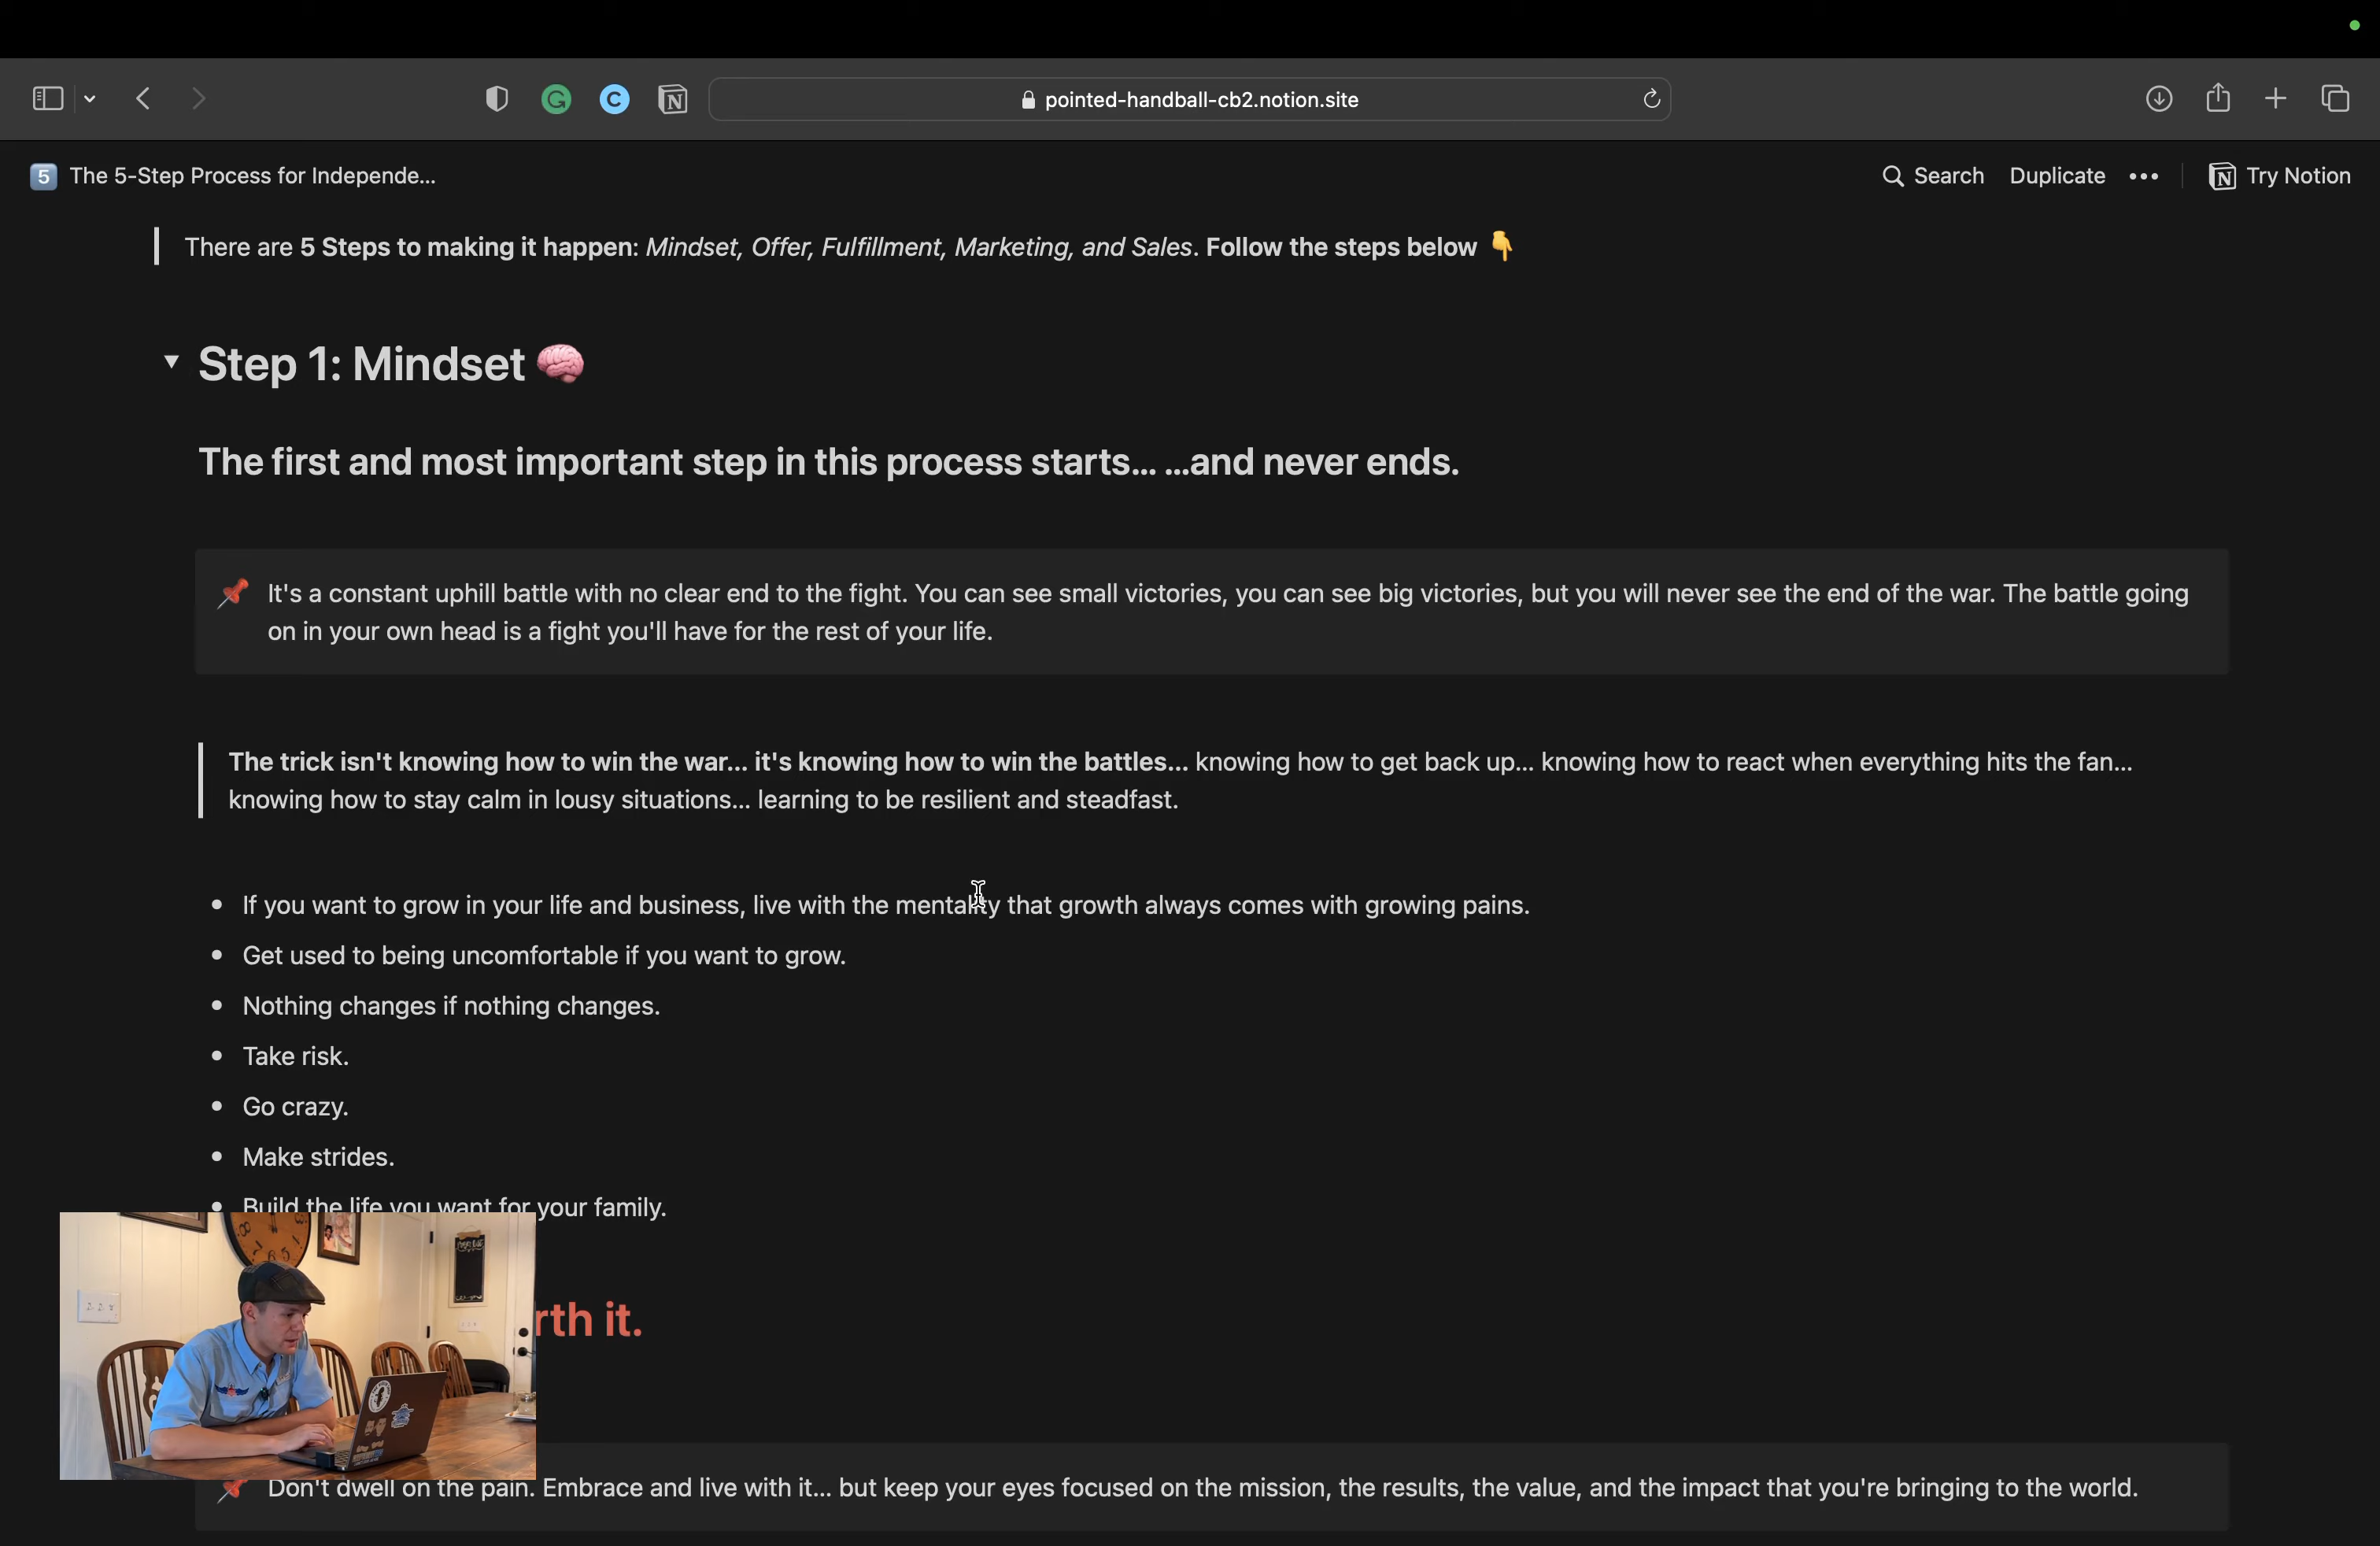 pointed-handball-cb2.notion.site
5 The 5-Step Process for Independe...
Search Duplicate ••• Try Notion
There are 5 Steps to making it happen: Mindset, Offer, Fulfillment, Marketing, and Sales. Follow the steps below 👇
Step 1: Mindset 🧠
The first and most important step in this process starts... ...and never ends.
📌 It's a constant uphill battle with no clear end to the fight. You can see small victories, you can see big victories, but you will never see the end of the war. The battle going
on in your own head is a fight you'll have for the rest of your life.
The trick isn't knowing how to win the war... it's knowing how to win the battles... knowing how to get back up... knowing how to react when everything hits the fan...
knowing how to stay calm in lousy situations... learning to be resilient and steadfast.
• If you want to grow in your life and business, live with the mentality that growth always comes with growing pains.
• Get used to being uncomfortable if you want to grow.
• Nothing changes if nothing changes.
• Take risk.
• Go crazy.
• Make strides.
• Build the life you want for your family.
rth it.
📌 Don't dwell on the pain. Embrace and live with it... but keep your eyes focused on the mission, the results, the value, and the impact that you're bringing to the world.